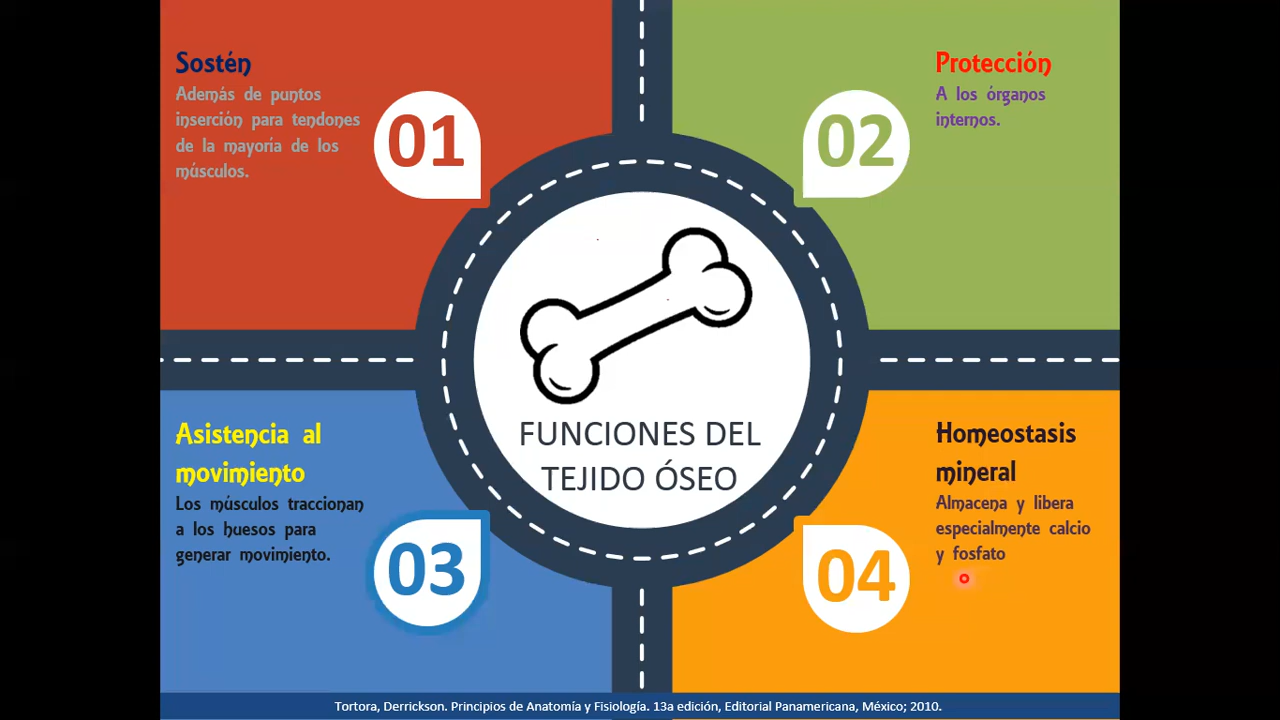 Sostén
Además de puntos
inserción para tendones
de la mayoría de los
músculos.
01
Protección
A los órganos
internos.
02
FUNCIONES DEL
TEJIDO ÓSEO
Asistencia al
movimiento
Los músculos traccionan
a los huesos para
generar movimiento.
03
Homeostasis
mineral
Almacena y libera
especialmente calcio
y fosfato
04
Tortora, Derrickson. Principios de Anatomía y Fisiología. 13a edición, Editorial Panamericana, México; 2010.